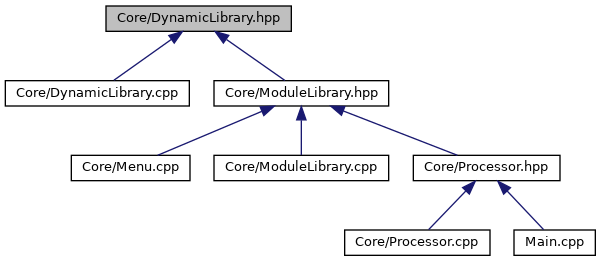 Core/DynamicLibrary.hpp
Core/DynamicLibrary.cpp
Core/ModuleLibrary.hpp
Core/Menu.cpp
Core/ModuleLibrary.cpp
Core/Processor.hpp
Core/Processor.cpp
Main.cpp